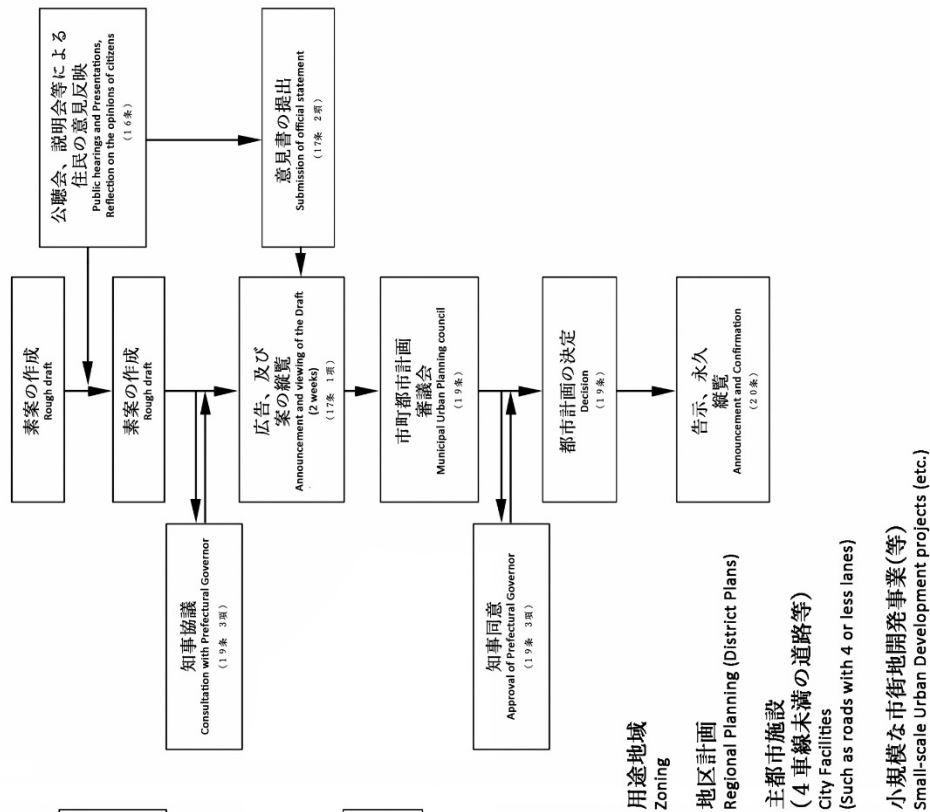 素案の作成
Rough draft
公聴会、説明会等による
住民の意見反映
Public hearings and Presentations,
Reflection on the opinions of citizens
（16条）
素案の作成
Rough draft
知事協議
Consultation with Prefectural Governor
（19条 3項）
意見書の提出
Submission of official statement
（17条 2項）
広告、及び
案の縦覧
Announcement and viewing of the Draft
(2 weeks)
（17条 1項）
市町都市計画
審議会
Municipal Urban Planning council
（19条）
知事同意
Approval of Prefectural Governor
（19条 3項）
都市計画の決定
Decision
（19条）
告示、永久
縦覧
Announcement and Confirmation
（20条）
用途地域
Zoning
地区計画
Regional Planning (District Plans)
主都市施設
(４車線未満の道路等)
City Facilities
(Such as roads with 4 or less lanes)
小規模な市街地開発事業(等)
Small-scale Urban Development projects (etc.)